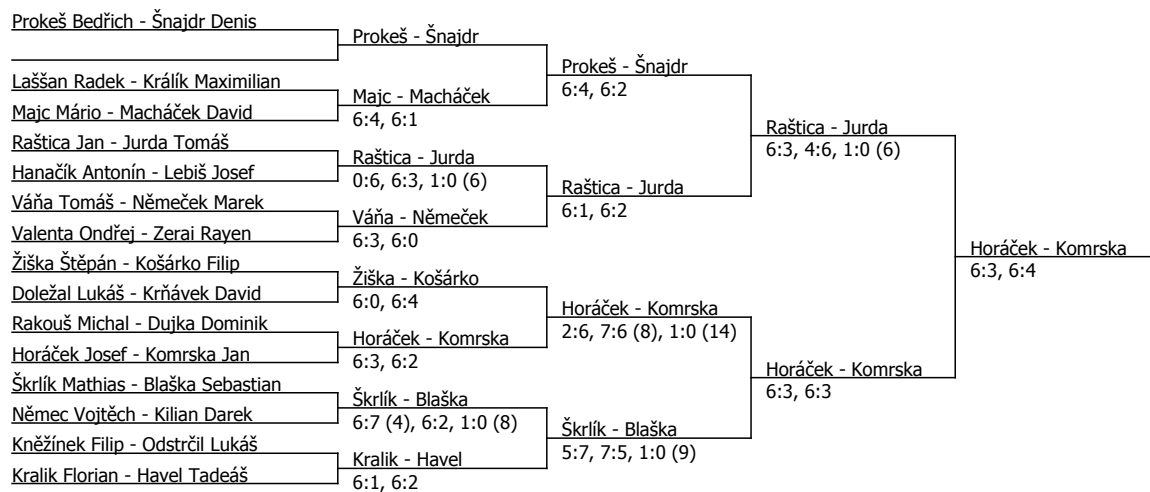 Prokeš Bedřich - Šnajdr Denis
Laššan Radek - Králík Maximilian
Majc Mário - Macháček David
Raštica Jan - Jurda Tomáš
Hanačík Antonín - Lebiš Josef
Váňa Tomáš - Němeček Marek
Valenta Ondřej - Zerai Rayen
Žiška Štěpán - Košárko Filip
Doležal Lukáš - Krňávek David
Rakouš Michal - Dujka Dominik
Horáček Josef - Komrska Jan
Škrlík Mathias - Blaška Sebastian
Němec Vojtěch - Kilian Darek
Kněžínek Filip - Odstrčil Lukáš
Kralik Florian - Havel Tadeáš
Prokeš - Šnajdr
Majc - Macháček
6:4, 6:1
Raštica - Jurda
0:6, 6:3, 1:0 (6)
Váňa - Němeček
6:3, 6:0
Žiška - Košárko
6:0, 6:4
Horáček - Komrska
6:3, 6:2
Škrlík - Blaška
6:7 (4), 6:2, 1:0 (8)
Kralik - Havel
6:1, 6:2
Prokeš - Šnajdr
6:4, 6:2
Raštica - Jurda
6:1, 6:2
Horáček - Komrska
2:6, 7:6 (8), 1:0 (14)
Škrlík - Blaška
5:7, 7:5, 1:0 (9)
Raštica - Jurda
6:3, 4:6, 1:0 (6)
Horáček - Komrska
6:3, 6:3
Horáček - Komrska
6:3, 6:4